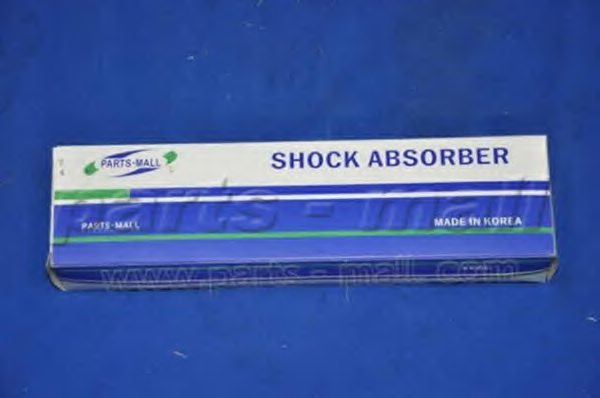 PARTS-MALL
SHOCK ABSORBER
PARTS-MALL
MADE IN KOREA
parts - mall
www.parts-mall.com